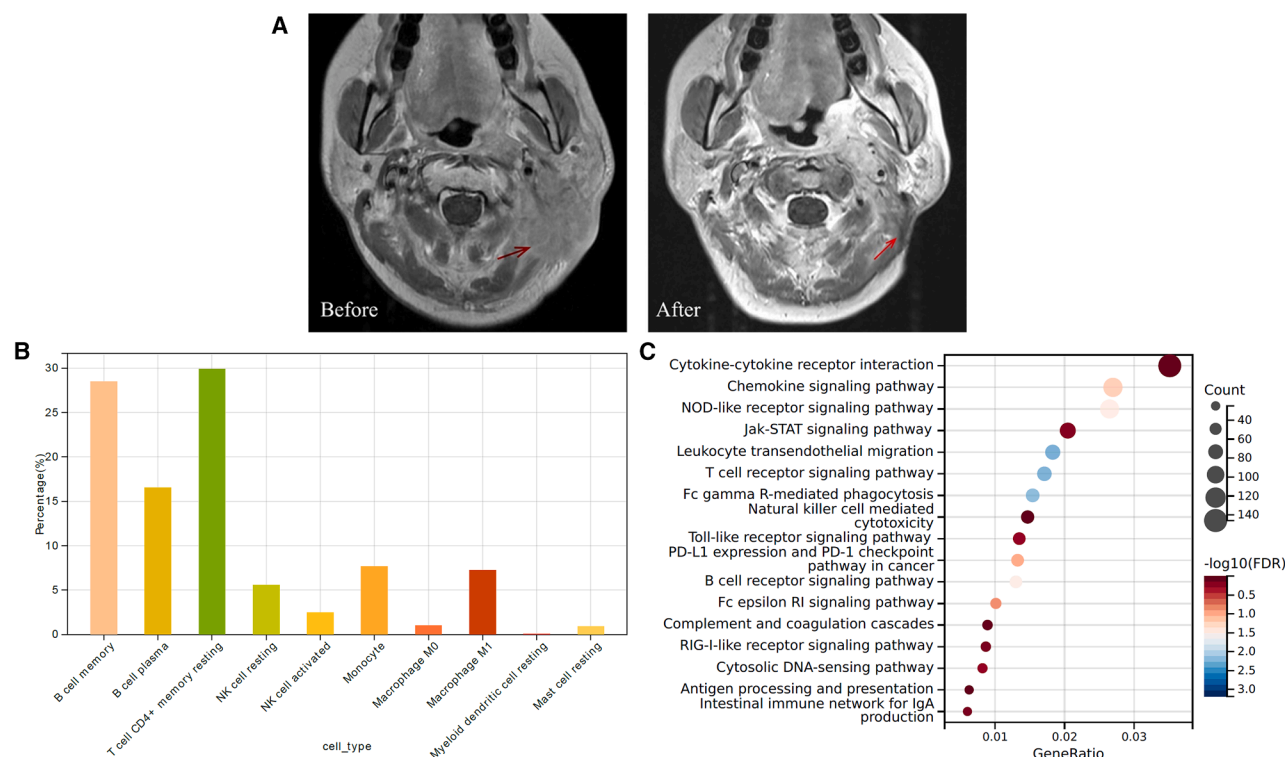 A
Before
After
B
Percentage(%)
30
25
20
15
10
5
0
B cell memory
B cell plasma
T cell CD4+ memory resting
NK cell resting
NK cell activated
Monocyte
Macrophage M0
Macrophage M1
Myeloid dendritic cell resting
Mast cell resting
cell_type
C
Cytokine-cytokine receptor interaction
Chemokine signaling pathway
NOD-like receptor signaling pathway
Jak-STAT signaling pathway
Leukocyte transendothelial migration
T cell receptor signaling pathway
Fc gamma R-mediated phagocytosis
Natural killer cell mediated
cytotoxicity
Toll-like receptor signaling pathway
PD-L1 expression and PD-1 checkpoint
pathway in cancer
B cell receptor signaling pathway
Fc epsilon RI signaling pathway
Complement and coagulation cascades
RIG-I-like receptor signaling pathway
Cytosolic DNA-sensing pathway
Antigen processing and presentation
Intestinal immune network for IgA
production
0.01
0.02
0.03
GeneRatio
Count
40
60
80
100
120
140
-log10(FDR)
0.5
1.0
1.5
2.0
2.5
3.0